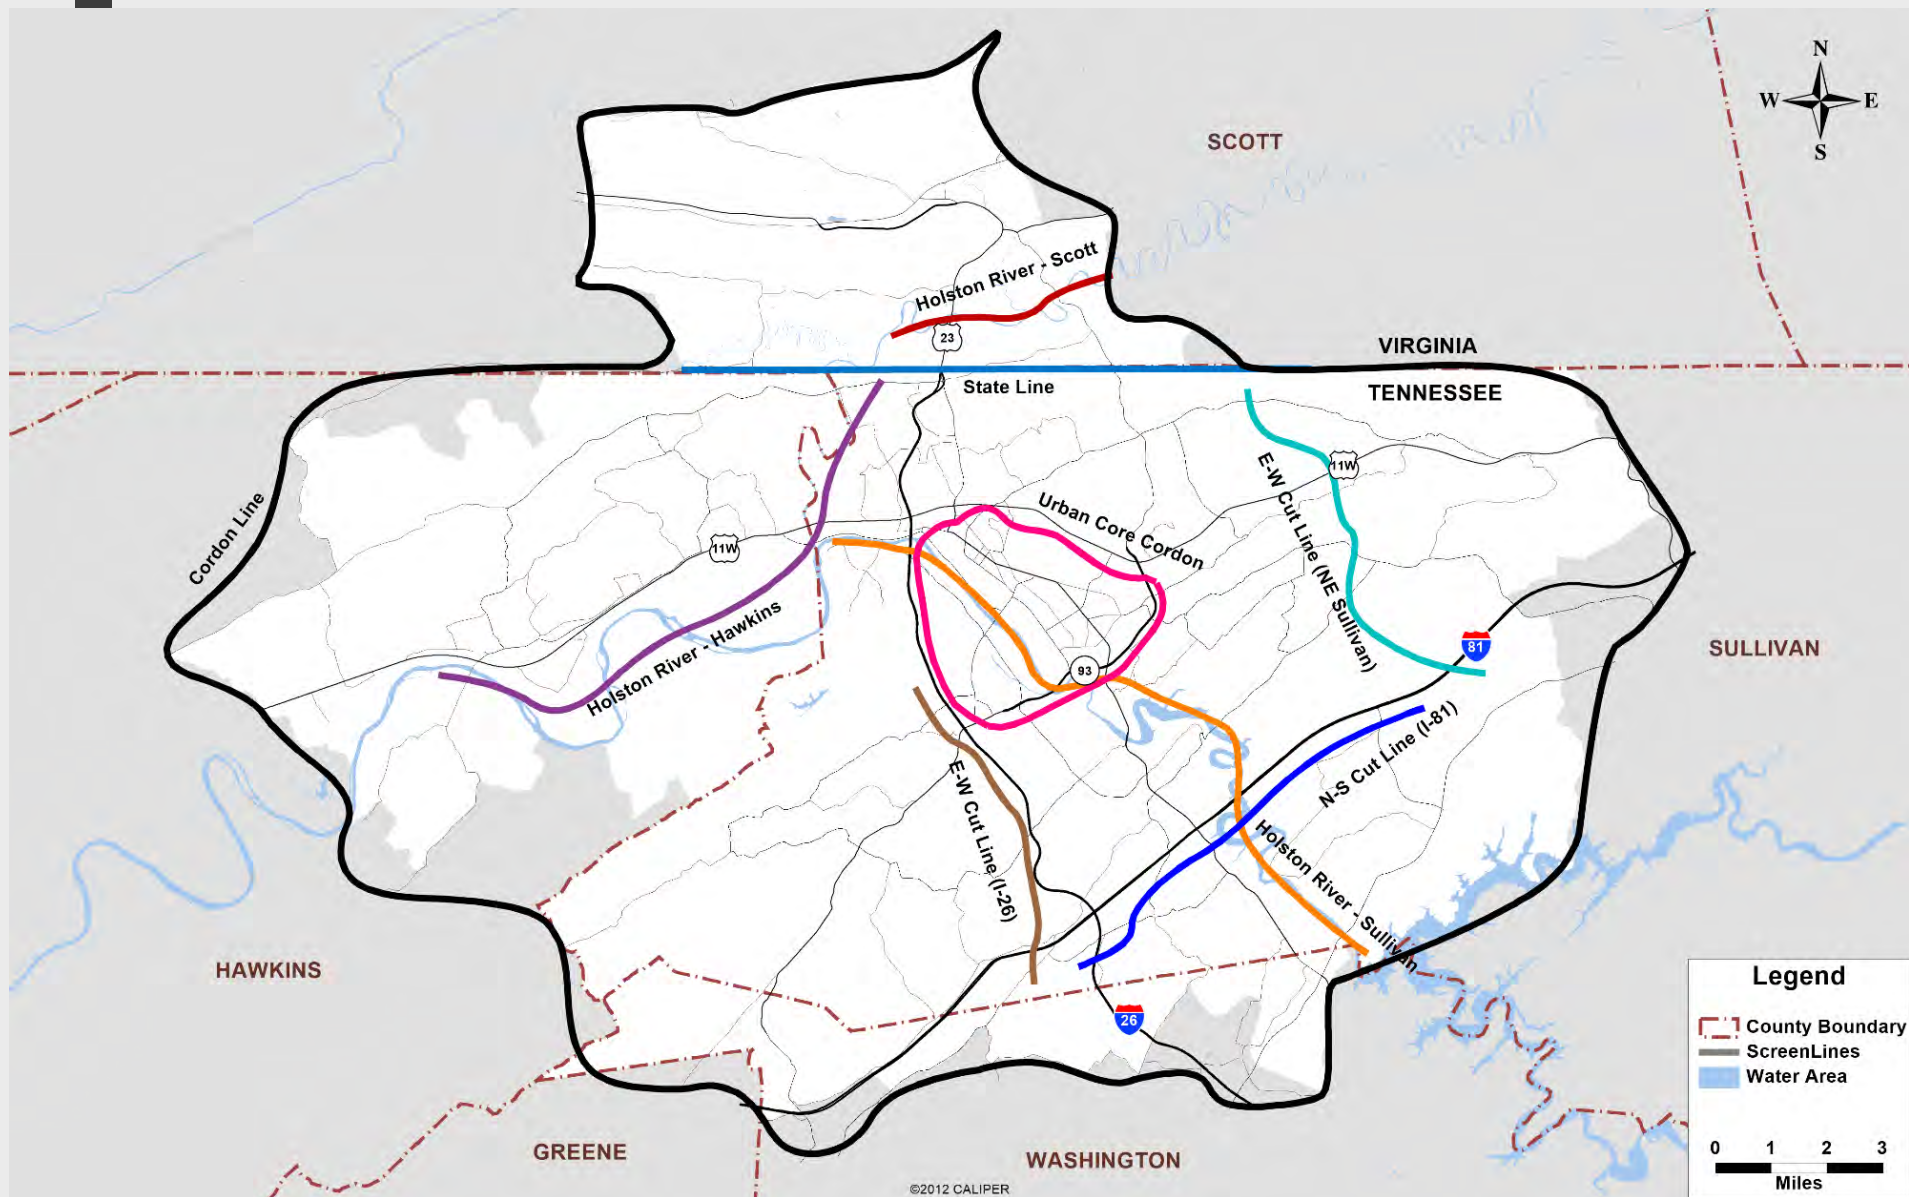 N
W E
S
SCOTT
Holston River - Scott
23
VIRGINIA
State Line
TENNESSEE
11W
E-W Cut Line (NE Sullivan)
Cordon Line
Urban Core Cordon
11W
Holston River - Hawkins
93
81
SULLIVAN
N-S Cut Line (I-81)
E-W Cut Line (I-26)
Holston River - Sullivan
HAWKINS
26
GREENE
WASHINGTON
©2012 CALIPER
Legend
County Boundary
ScreenLines
Water Area
0 1 2 3
Miles